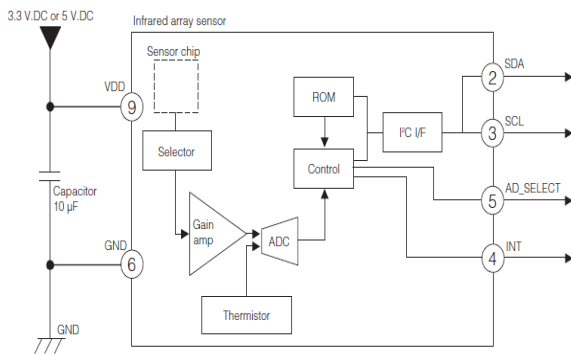 3.3 V.DC or 5 V.DC
Infrared array sensor
Sensor chip
VDD
9
Selector
ROM
I²C I/F
Control
SDA
2
SCL
3
AD_SELECT
5
INT
4
Capacitor
10 µF
GND
6
Gain
amp
ADC
Thermistor
GND